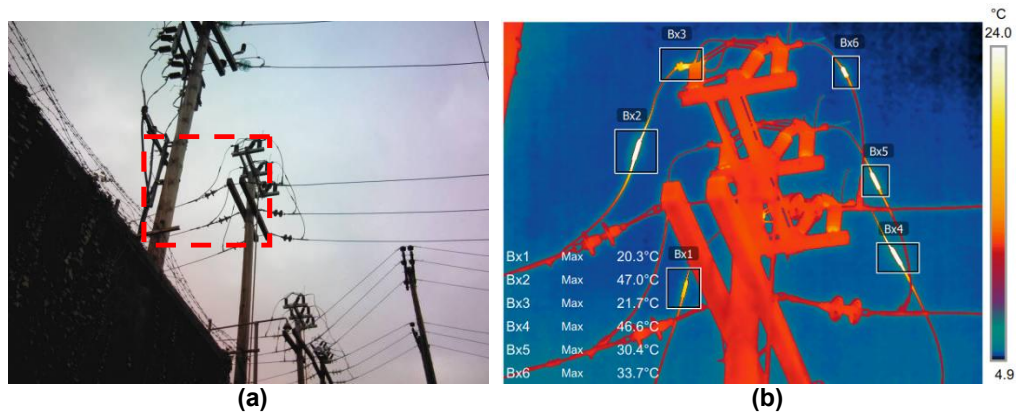 °C
24.0
Bx3
Bx6
Bx2
Bx5
Bx4
Bx1
Bx1 Max 20.3°C
Bx2 Max 47.0°C
Bx3 Max 21.7°C
Bx4 Max 46.6°C
Bx5 Max 30.4°C
Bx6 Max 33.7°C
4.9
(a)
(b)